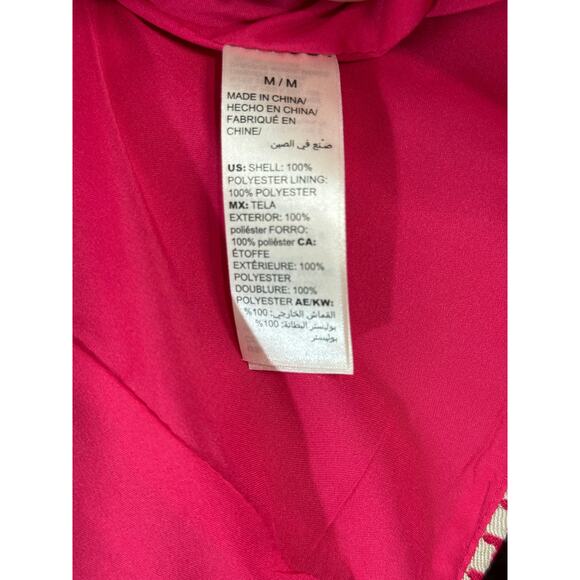 M / M
MADE IN CHINA/
HECHO EN CHINA/
FABRIQUÉ EN
CHINE/
صُنع في الصين
US: SHELL: 100%
POLYESTER LINING:
100% POLYESTER
MX: TELA
EXTERIOR: 100%
poliéster FORRO:
100% poliéster CA:
ÉTOFFE
EXTÉRIEURE: 100%
POLYESTER
DOUBLURE: 100%
POLYESTER AE/KW:
القماش الخارجي: 100%
بوليستر البطانة: 100%
بوليستر